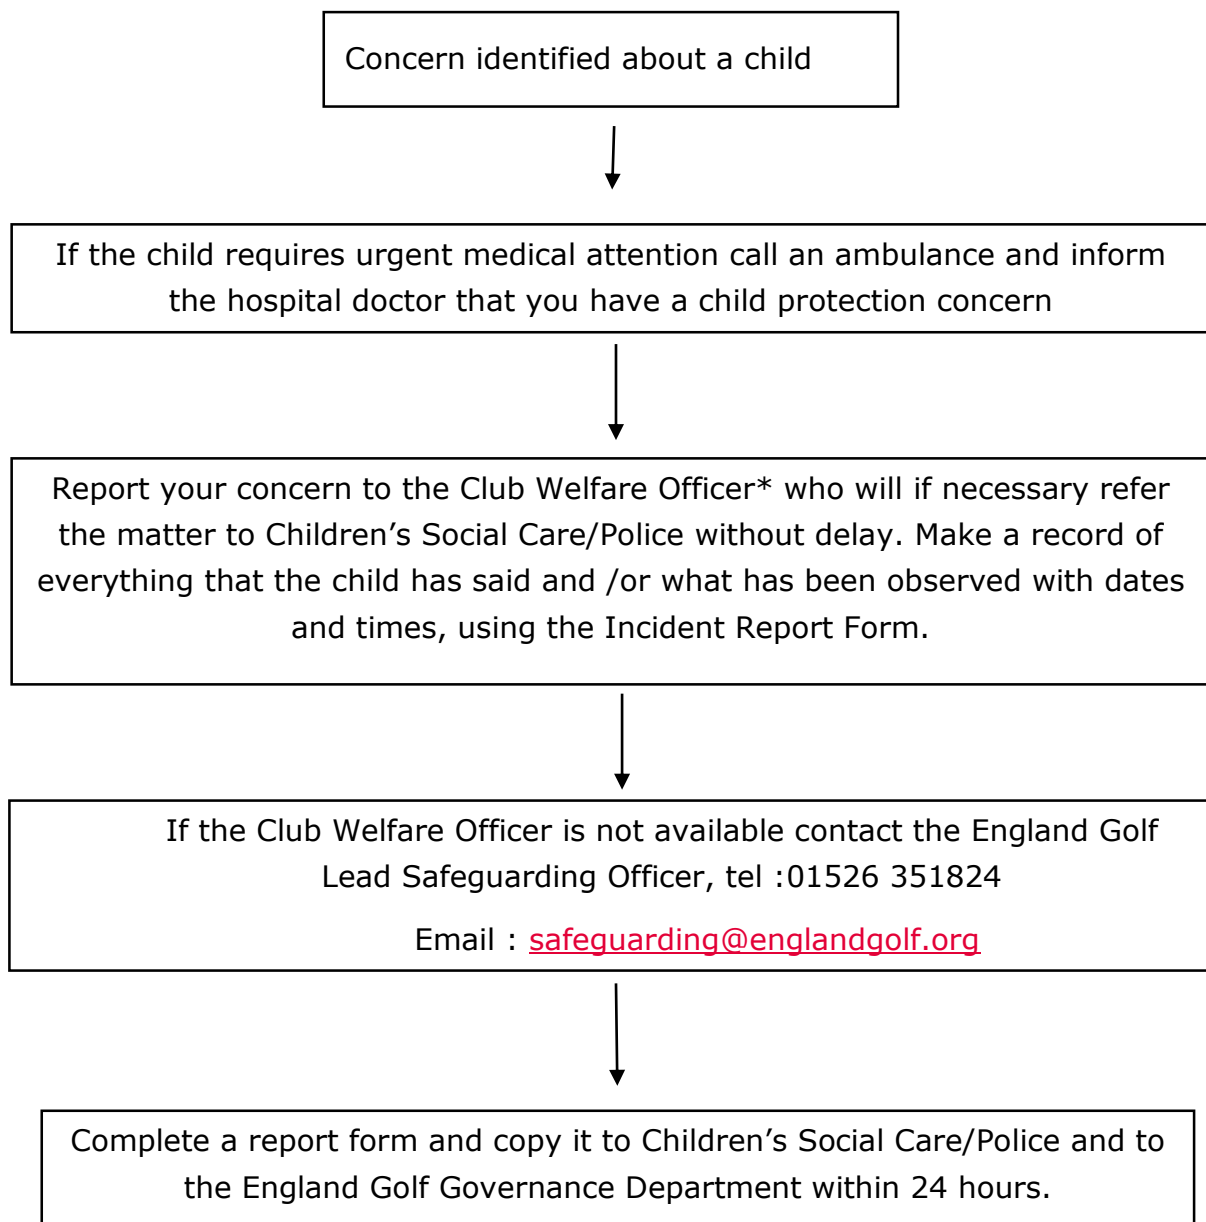 Concern identified about a child
If the child requires urgent medical attention call an ambulance and inform
the hospital doctor that you have a child protection concern
Report your concern to the Club Welfare Officer* who will if necessary refer
the matter to Children’s Social Care/Police without delay. Make a record of
everything that the child has said and /or what has been observed with dates
and times, using the Incident Report Form.
If the Club Welfare Officer is not available contact the England Golf
Lead Safeguarding Officer, tel :01526 351824
Email : safeguarding@englandgolf.org
Complete a report form and copy it to Children’s Social Care/Police and to
the England Golf Governance Department within 24 hours.